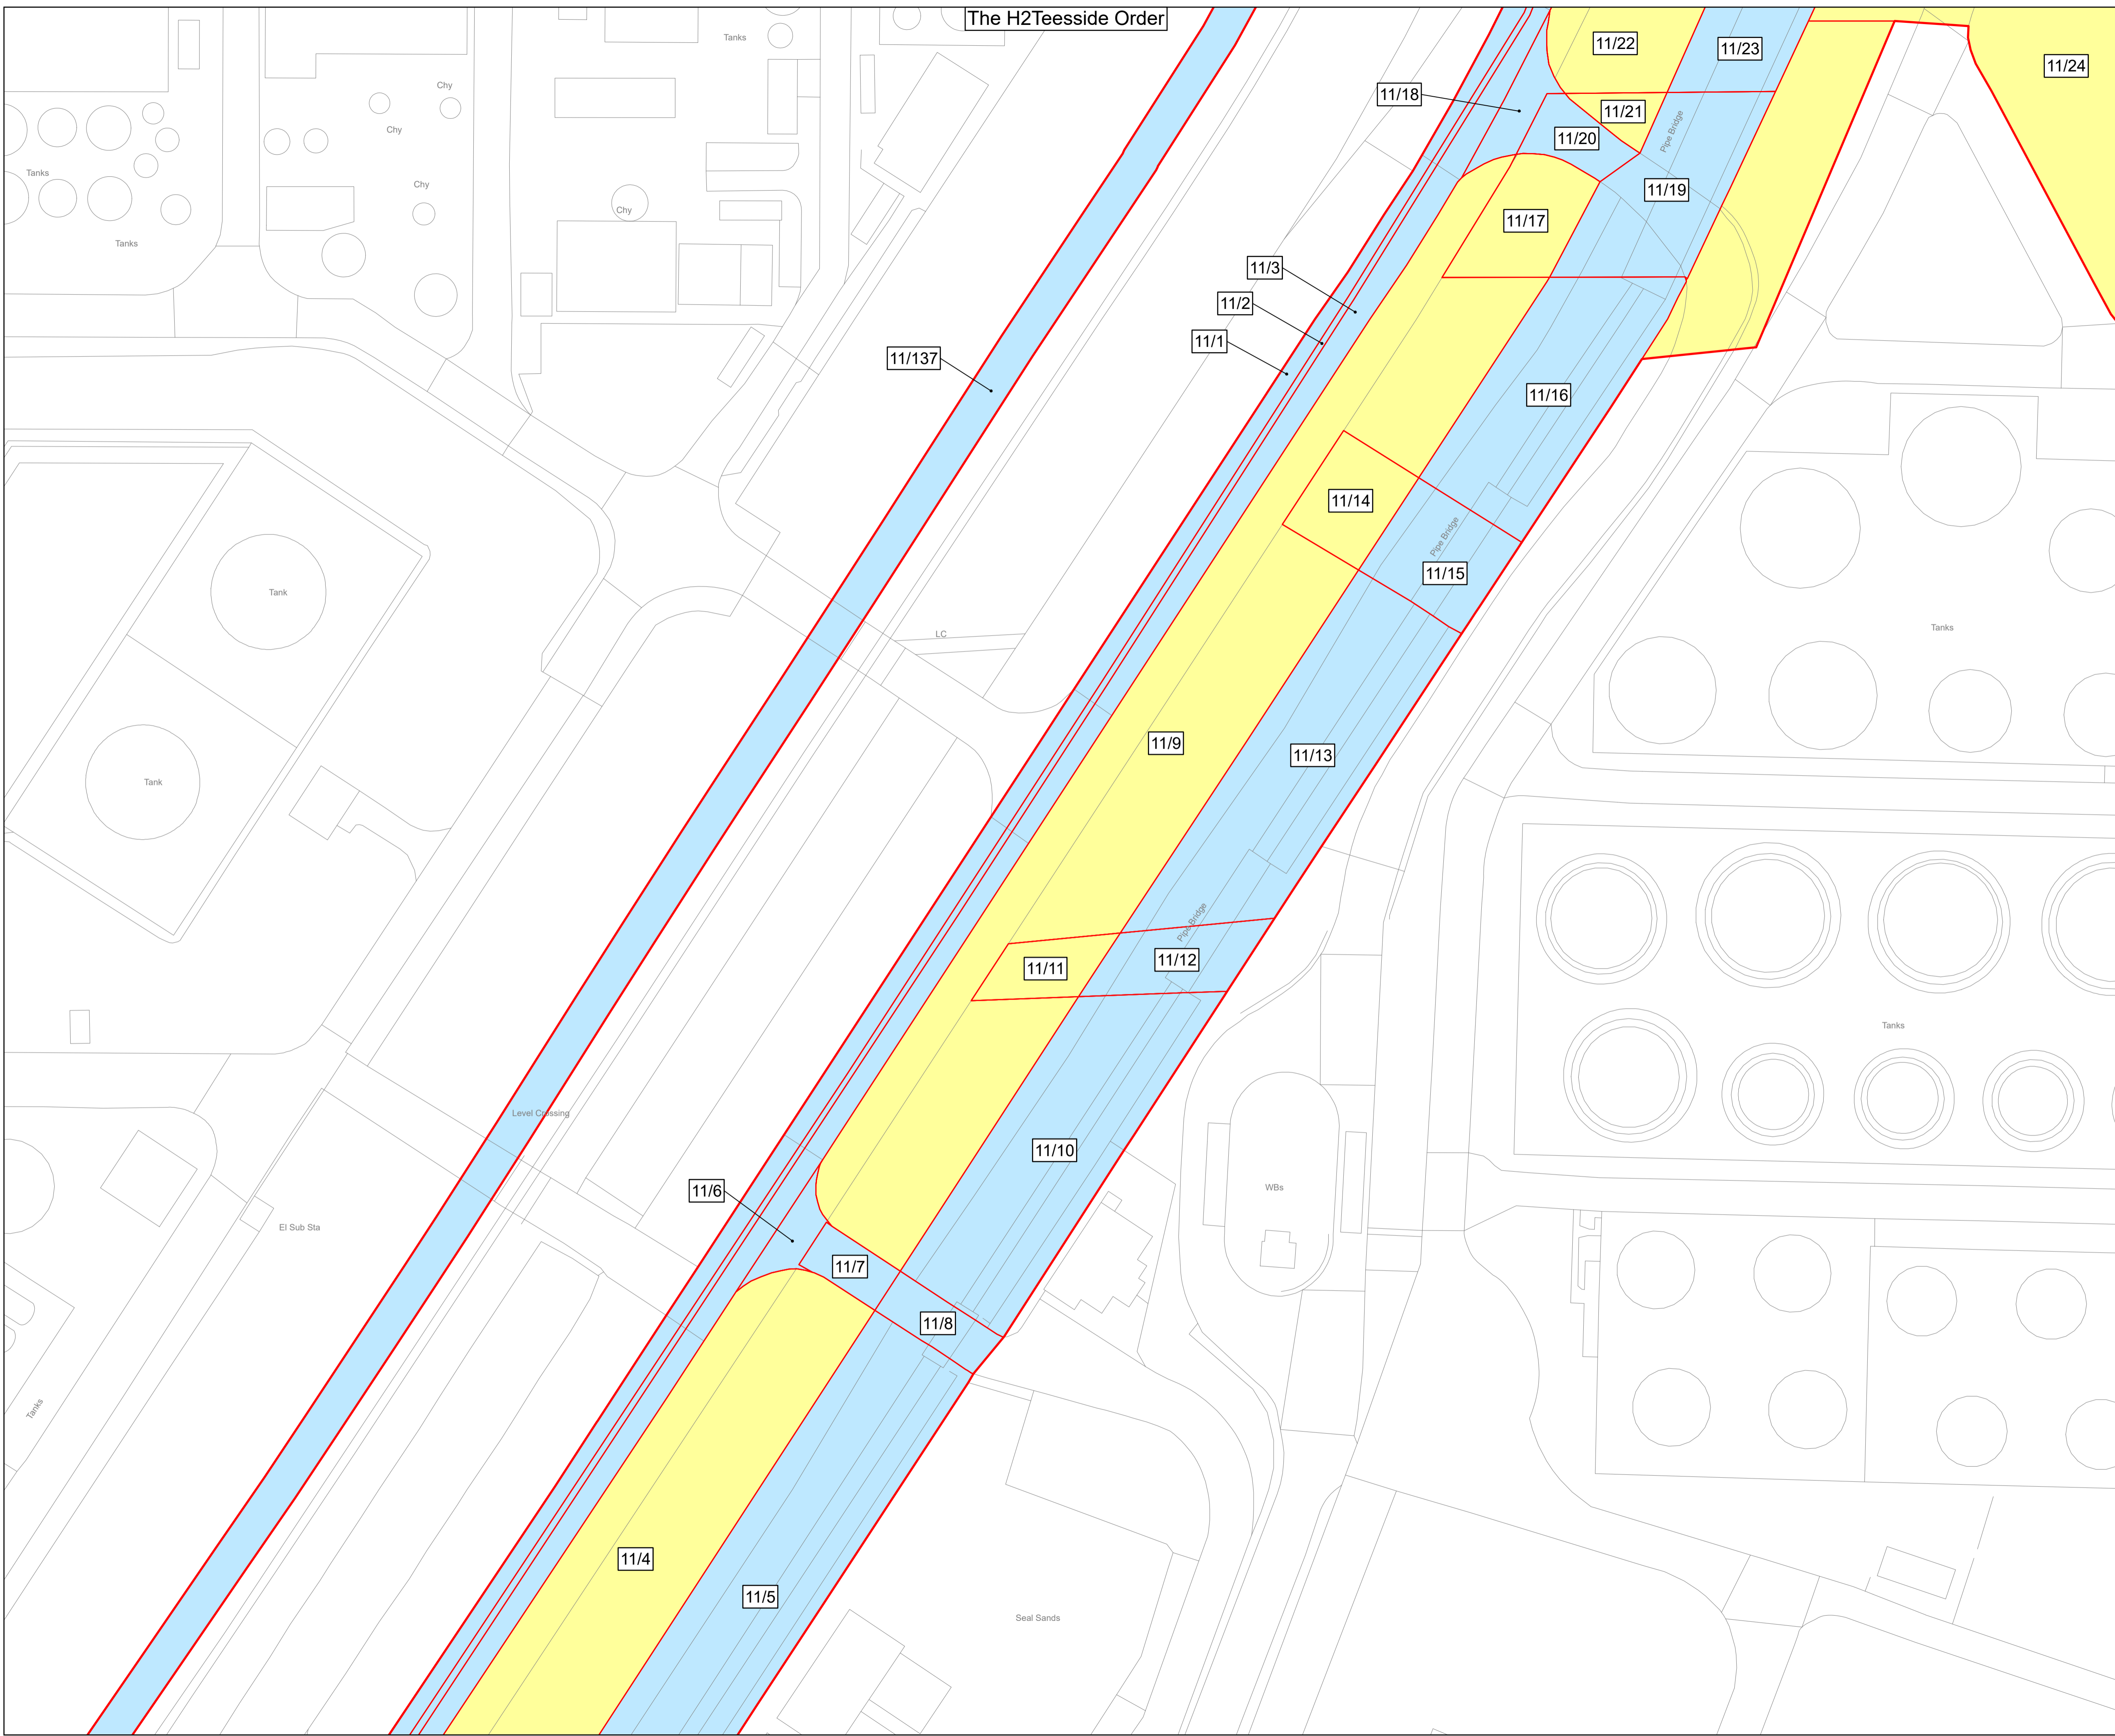 The H2Teesside Order
Tanks
11/22
11/23
11/24
Chy
11/18
11/21
Chy
11/20
Pipe Bridge
Tanks
Chy
11/19
Chy
11/17
Tanks
11/3
11/2
11/1
11/137
11/16
11/14
Pipe Bridge
11/15
Tank
LC
Tanks
11/9
11/13
Tank
Pipe Bridge
11/12
11/11
Tanks
Level Crossing
11/10
11/6
WBs
El Sub Sta
11/7
11/8
Tanks
11/4
11/5
Seal Sands